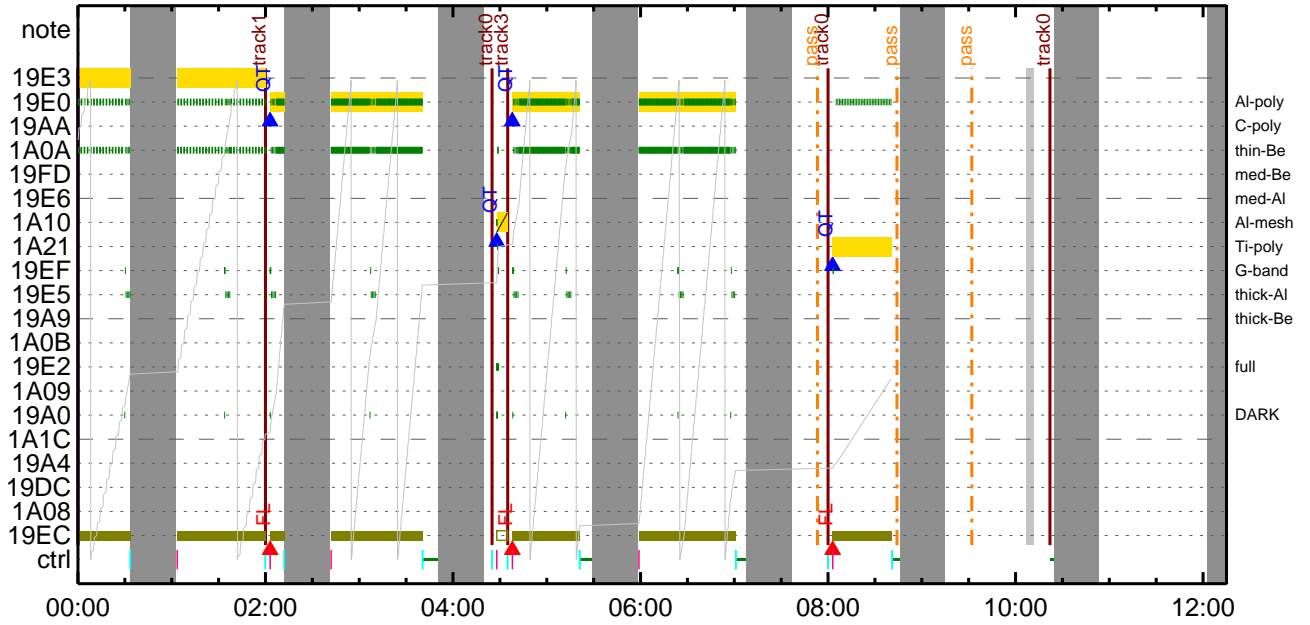 note
track1
track0
track3
pass
track0
pass
pass
track0
19E3
QT
QT
19E0
Al-poly
19AA
C-poly
1A0A
thin-Be
19FD
med-Be
19E6
med-Al
QT
1A10
Al-mesh
QT
1A21
Ti-poly
19EF
G-band
19E5
thick-Al
19A9
thick-Be
1A0B
19E2
full
1A09
19A0
DARK
1A1C
19A4
19DC
1A08
FL
FL
FL
19EC
ctrl
00:00
02:00
04:00
06:00
08:00
10:00
12:00